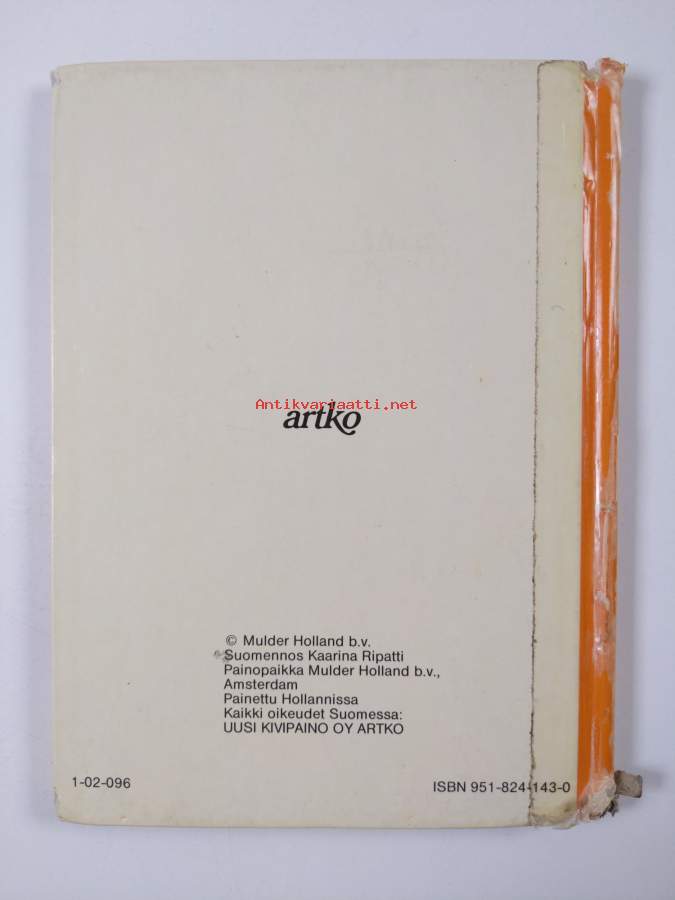 Antikvariaatti.net
artko
© Mulder Holland b.v.
Suomennos Kaarina Ripatti
Painopaikka Mulder Holland b.v.,
Amsterdam
Painettu Hollannissa
Kaikki oikeudet Suomessa:
UUSI KIVIPAINO OY ARTKO
1-02-096
ISBN 951-824-143-0